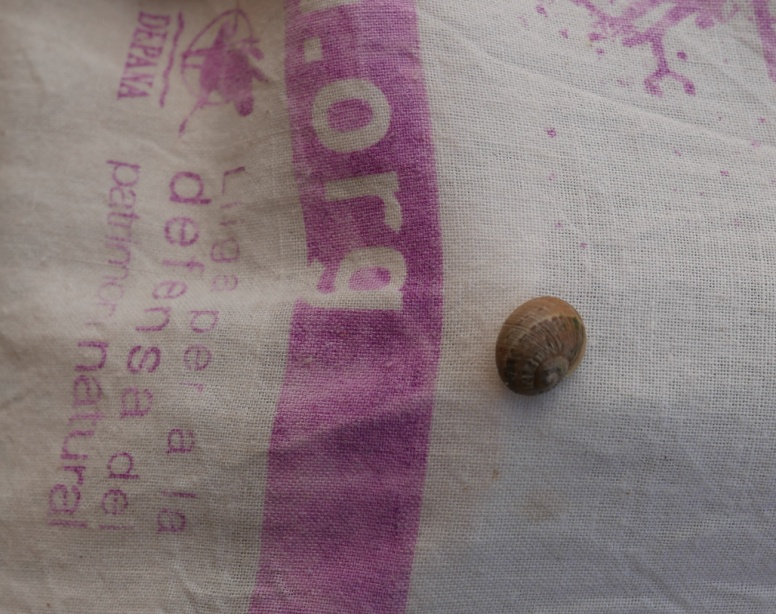 .org
DEPANA
Lliga per a la
defensa del
patrimoni natural